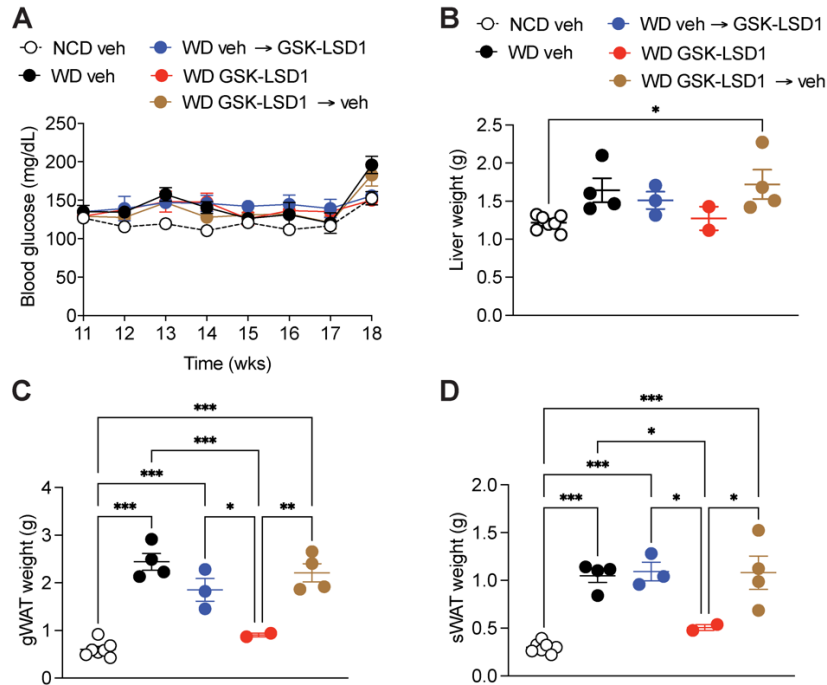 A
NCD veh
WD veh → GSK-LSD1
WD veh
WD GSK-LSD1
WD GSK-LSD1 → veh
Blood glucose (mg/dL)
250
200
150
100
50
0
11 12 13 14 15 16 17 18
Time (wks)
B
NCD veh
WD veh → GSK-LSD1
WD veh
WD GSK-LSD1
WD GSK-LSD1 → veh
*
Liver weight (g)
2.5
2.0
1.5
1.0
0.5
0.0
C
***
***
***
***
*
**
gWAT weight (g)
4
3
2
1
0
D
***
*
***
***
*
*
sWAT weight (g)
2.0
1.5
1.0
0.5
0.0